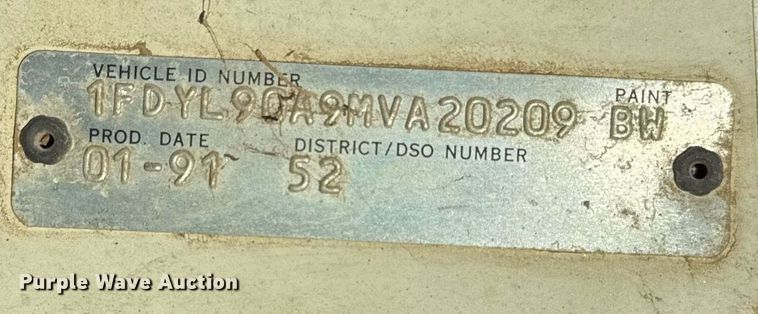 VEHICLE ID NUMBER
PAINT
1FDYL90A9MVA20209 BW
PROD. DATE DISTRICT/DSO NUMBER
01-91 52
Purple Wave Auction